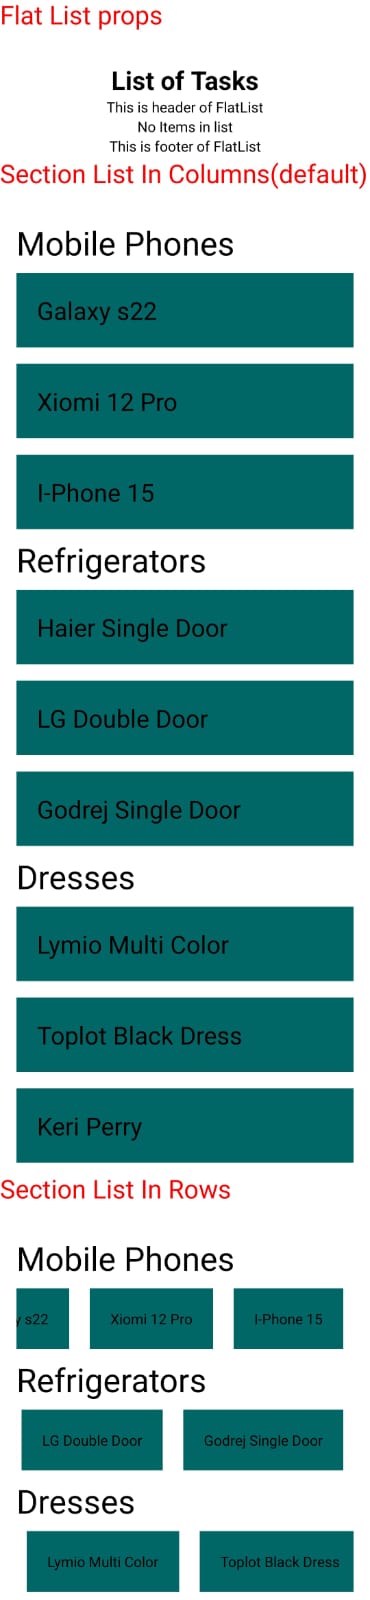 Flat List props
List of Tasks
This is header of FlatList
No Items in list
This is footer of FlatList
Section List In Columns(default)
Mobile Phones
Galaxy s22
Xiomi 12 Pro
I-Phone 15
Refrigerators
Haier Single Door
LG Double Door
Godrej Single Door
Dresses
Lymio Multi Color
Toplot Black Dress
Keri Perry
Section List In Rows
Mobile Phones
y s22 Xiomi 12 Pro I-Phone 15
Refrigerators
LG Double Door Godrej Single Door
Dresses
Lymio Multi Color Toplot Black Dress